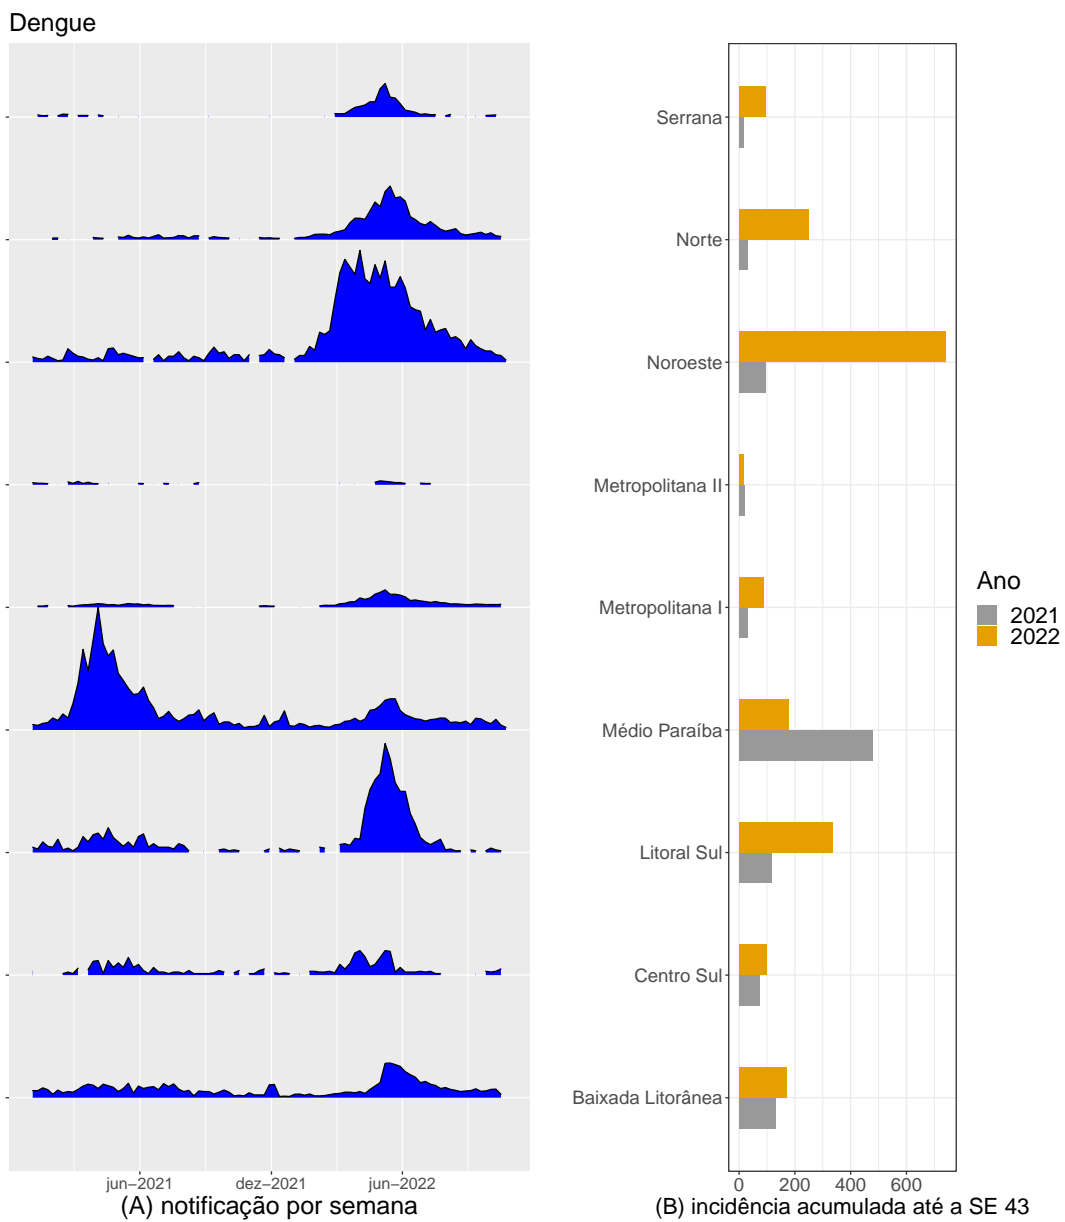 Dengue
Serrana
Norte
Noroeste
Metropolitana II
Metropolitana I
Médio Paraíba
Litoral Sul
Centro Sul
Baixada Litorânea
Ano
2021
2022
jun–2021 dez–2021 jun–2022
(A) notificação por semana
0 200 400 600
(B) incidência acumulada até a SE 43